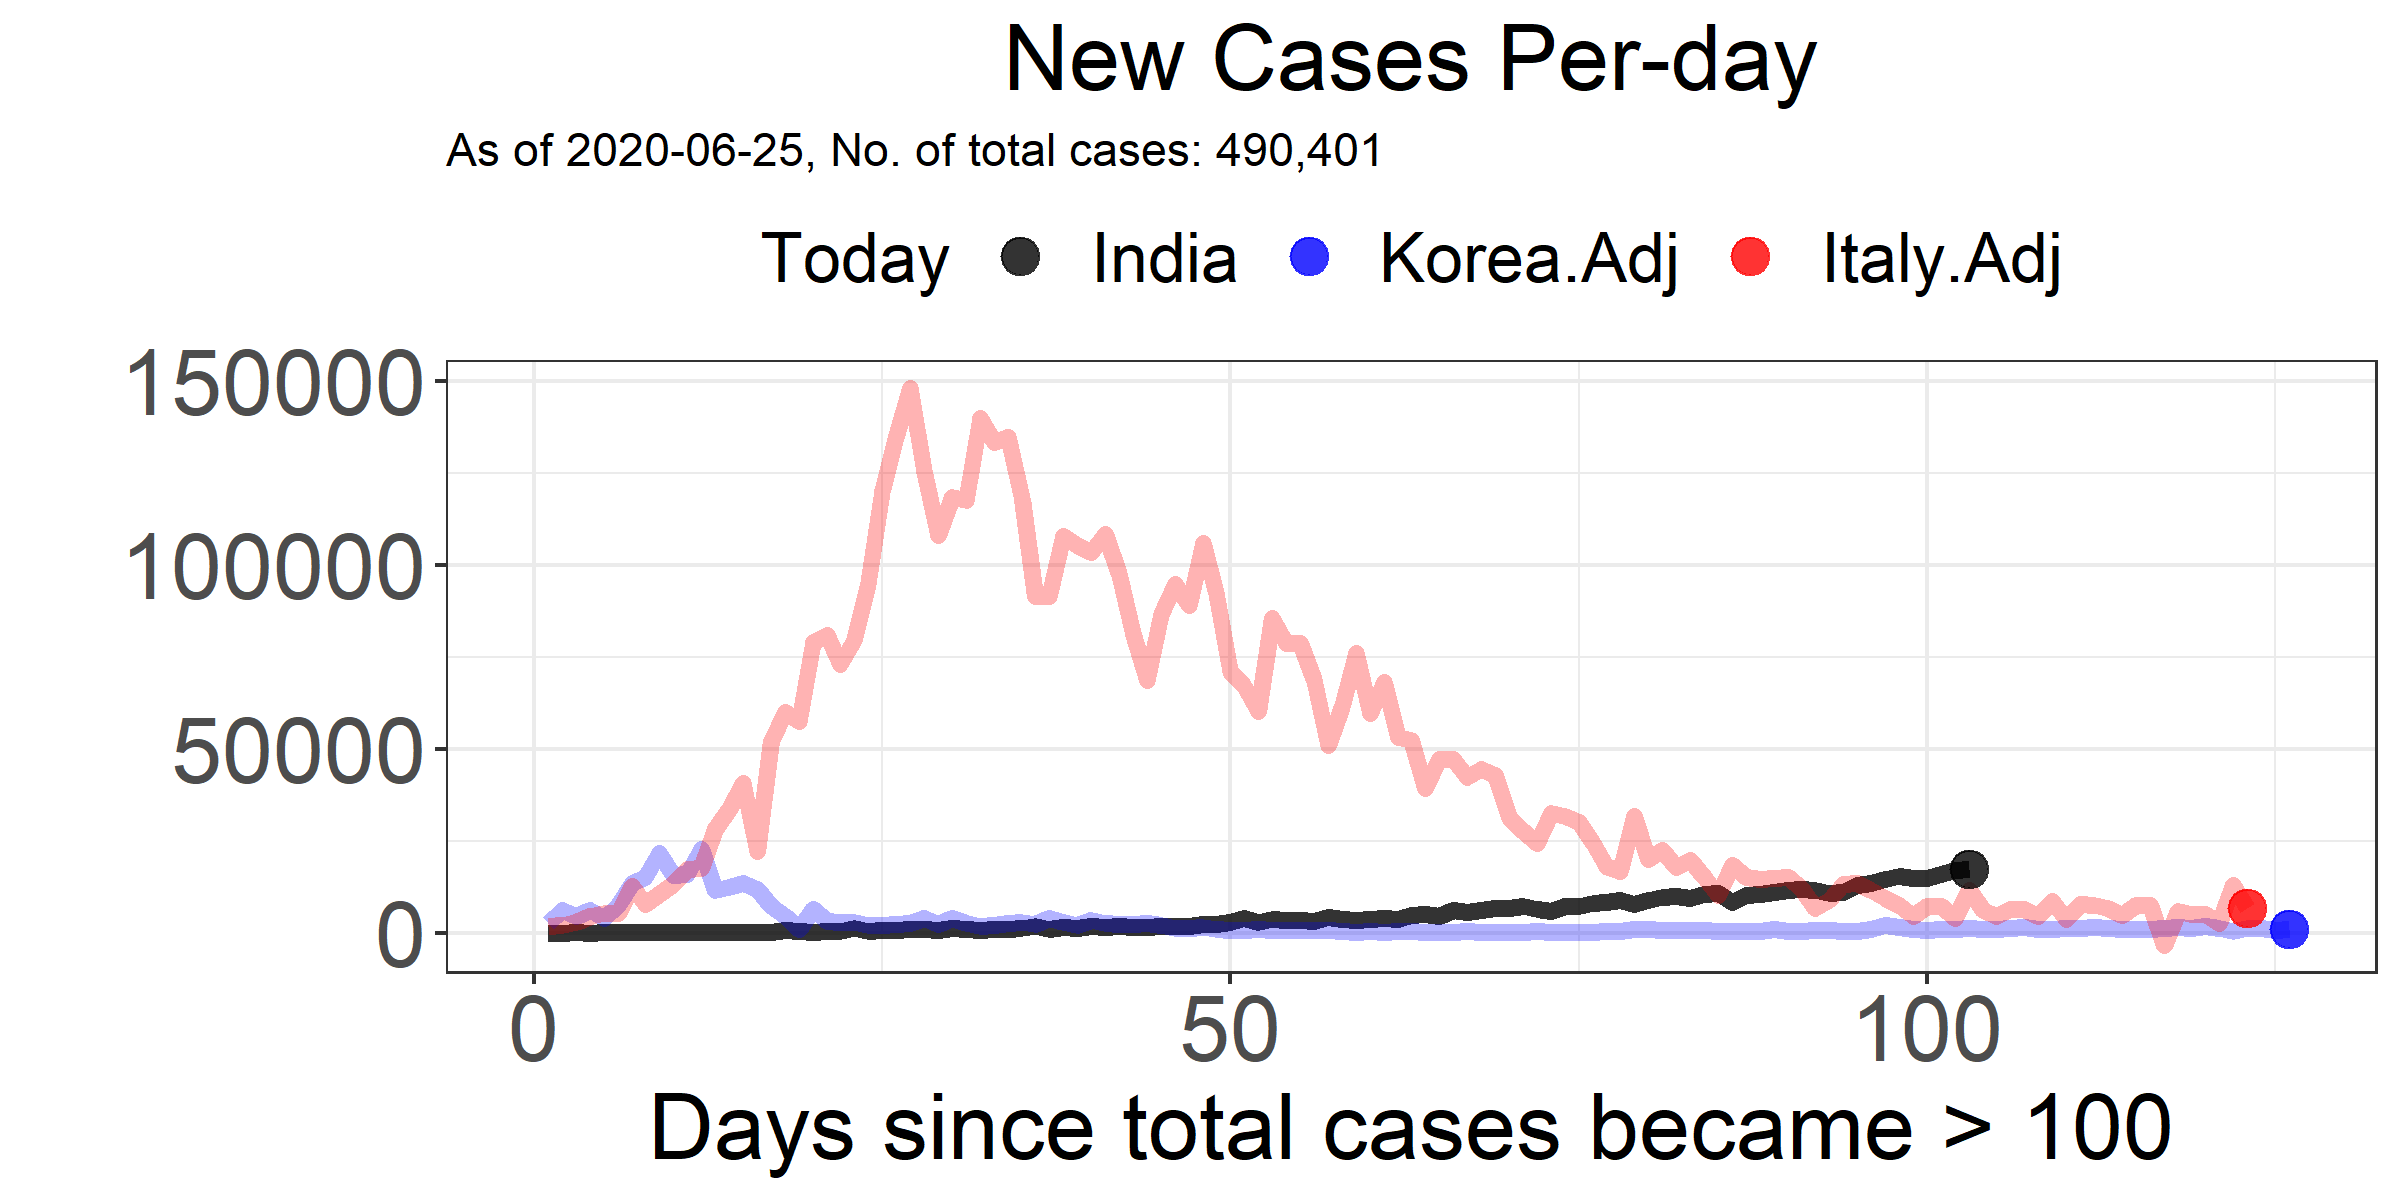 New Cases Per-day
As of 2020-06-25, No. of total cases: 490,401
Today India Korea.Adj Italy.Adj
150000
100000
50000
0
0 50 100
Days since total cases became > 100